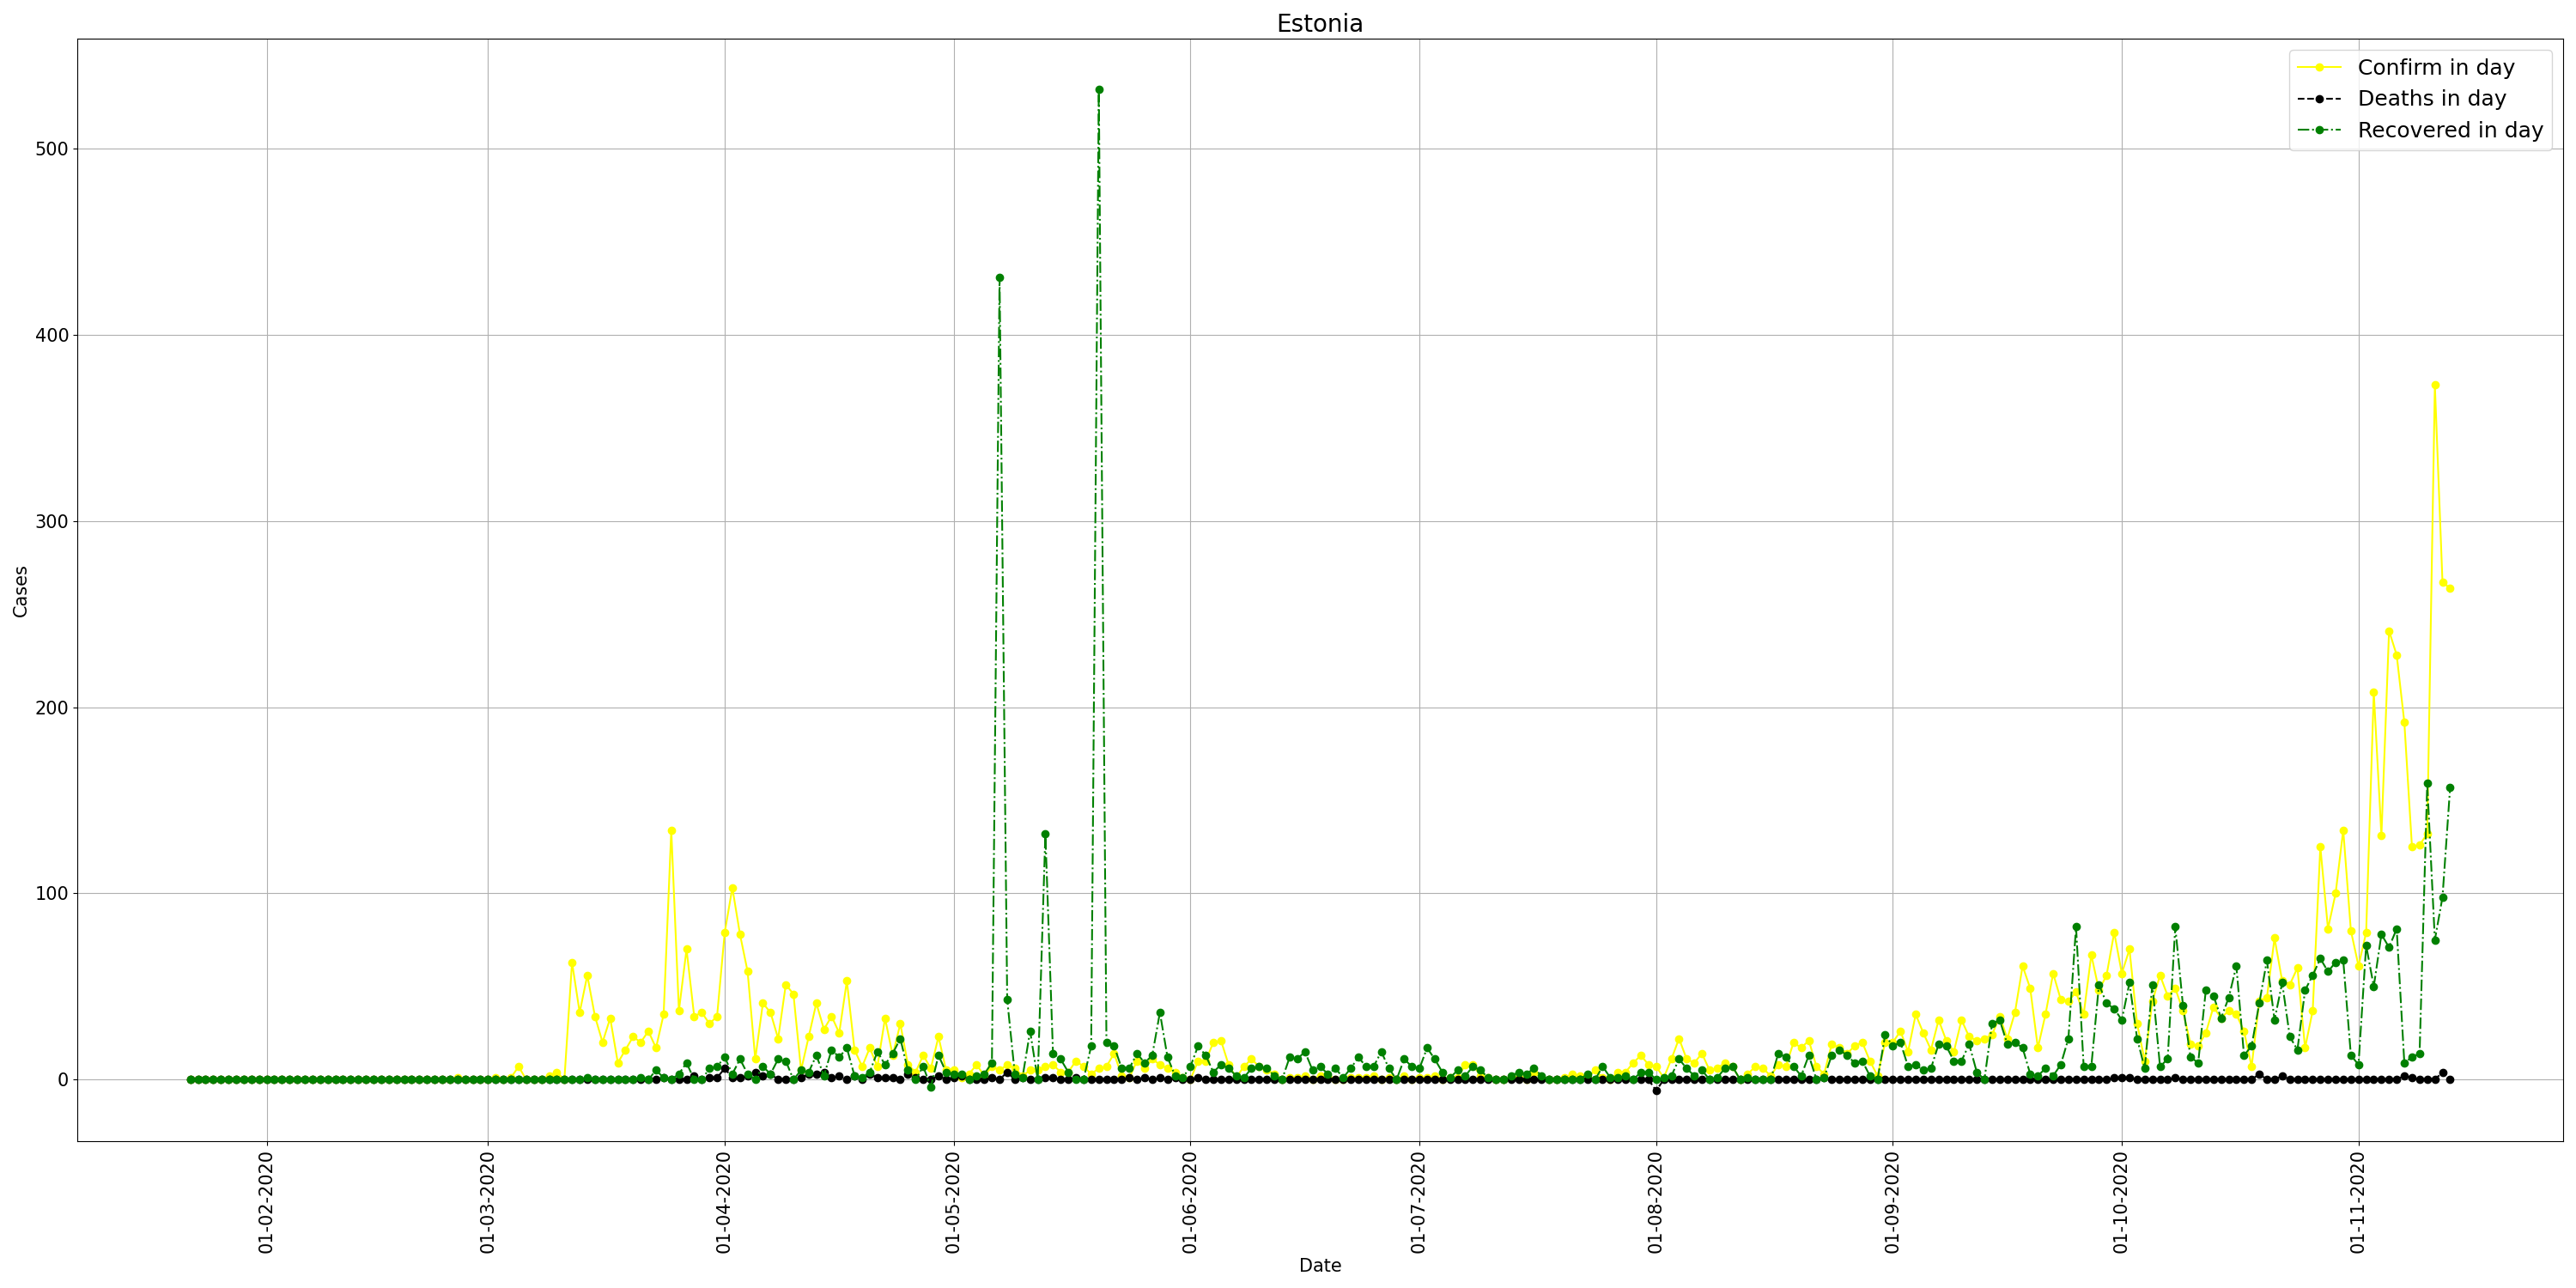 Estonia
Confirm in day
Deaths in day
Recovered in day
Cases
500
400
300
200
100
0
01-02-2020
01-03-2020
01-04-2020
01-05-2020
01-06-2020
01-07-2020
01-08-2020
01-09-2020
01-10-2020
01-11-2020
Date